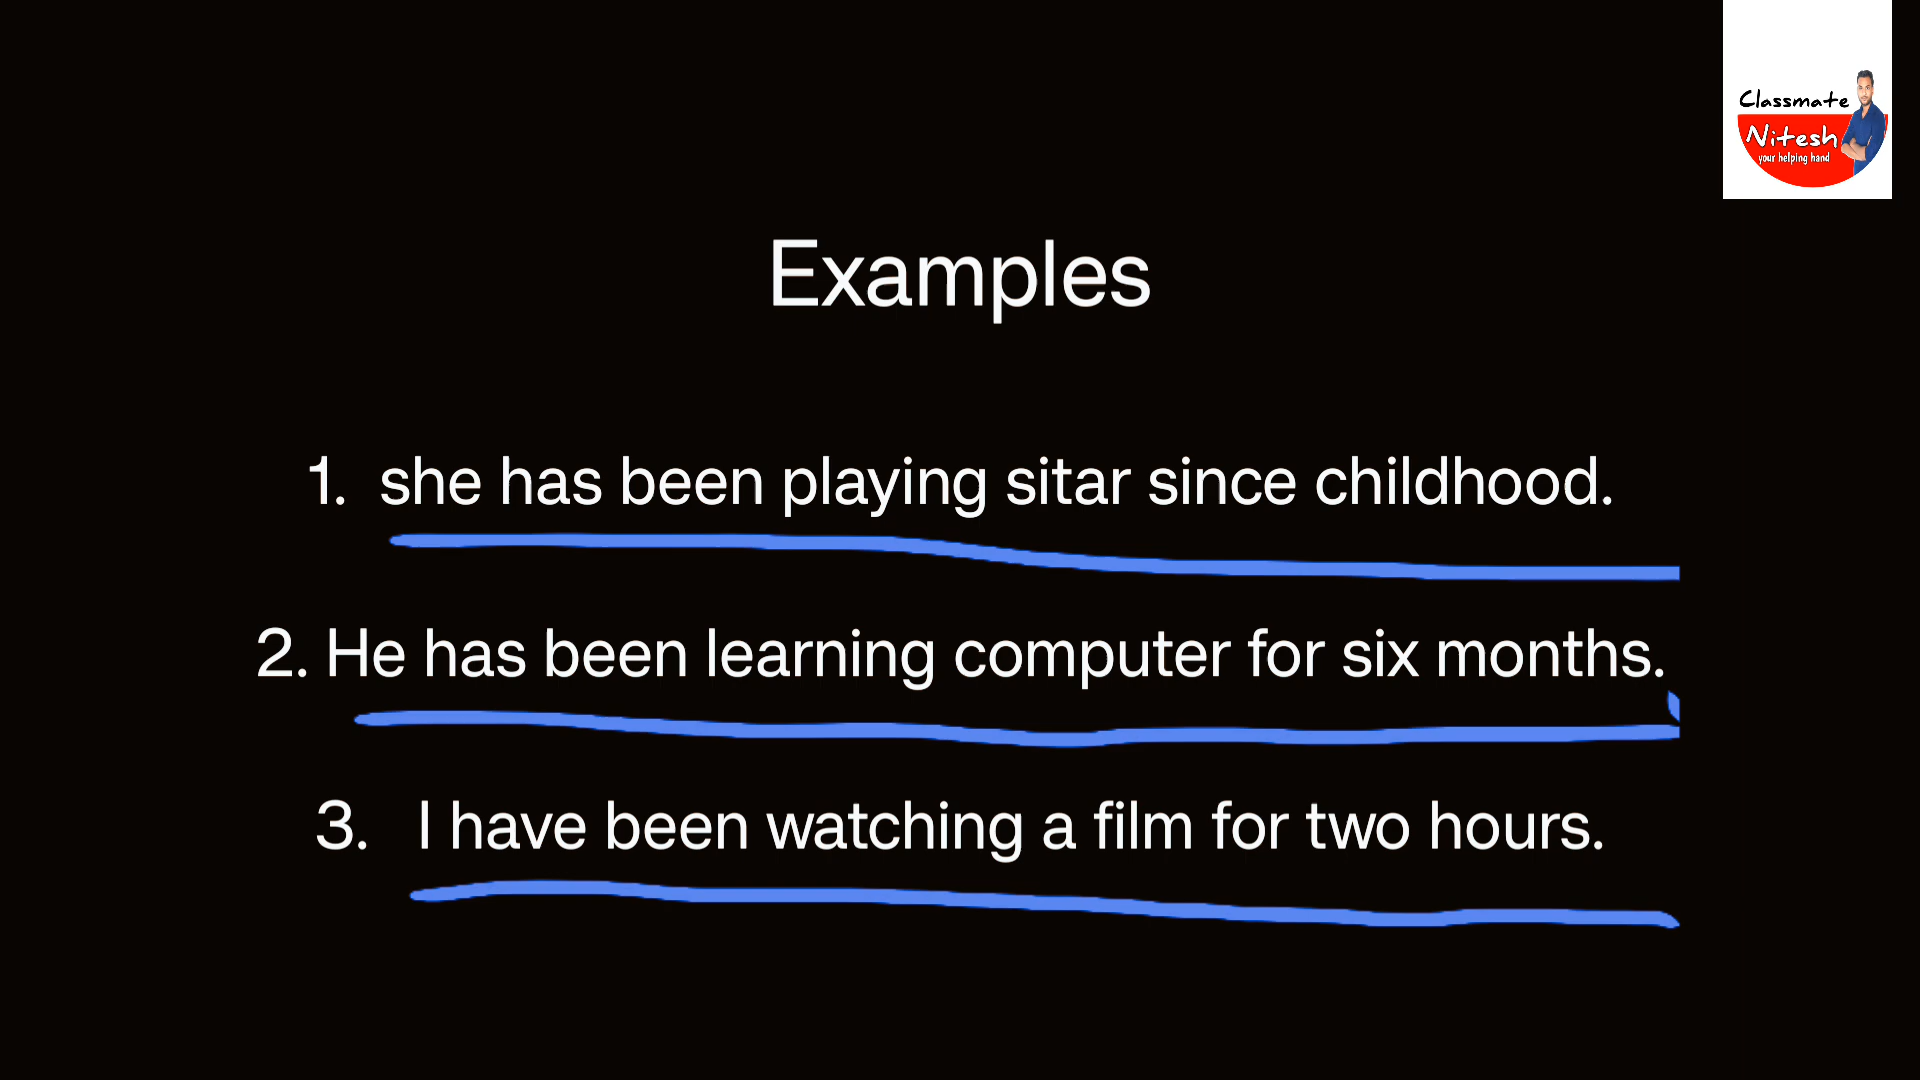 Classmate
Nitesh
your helping hand
Examples
1. she has been playing sitar since childhood.
2. He has been learning computer for six months.
3. I have been watching a film for two hours.